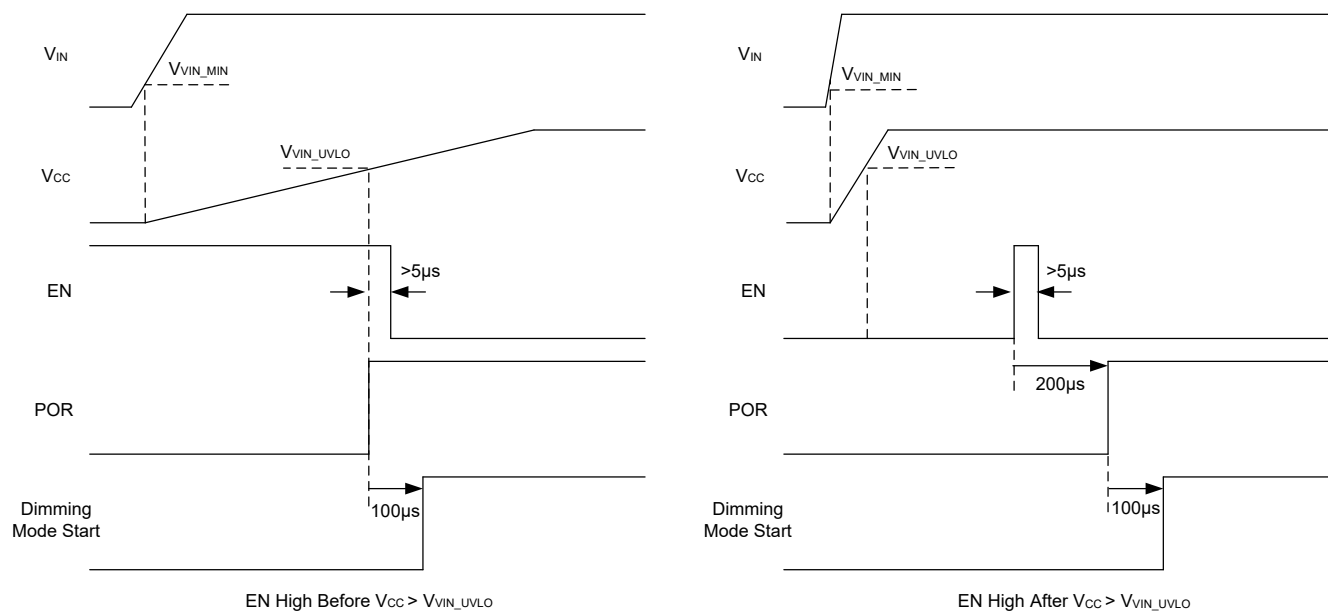 VIN
VVIN_MIN
VCC
VVIN_UVLO
EN
>5μs
POR
100μs
Dimming
Mode Start
EN High Before VCC > VVIN_UVLO
VIN
VVIN_MIN
VCC
VVIN_UVLO
EN
>5μs
200μs
POR
100μs
Dimming
Mode Start
EN High After VCC > VVIN_UVLO